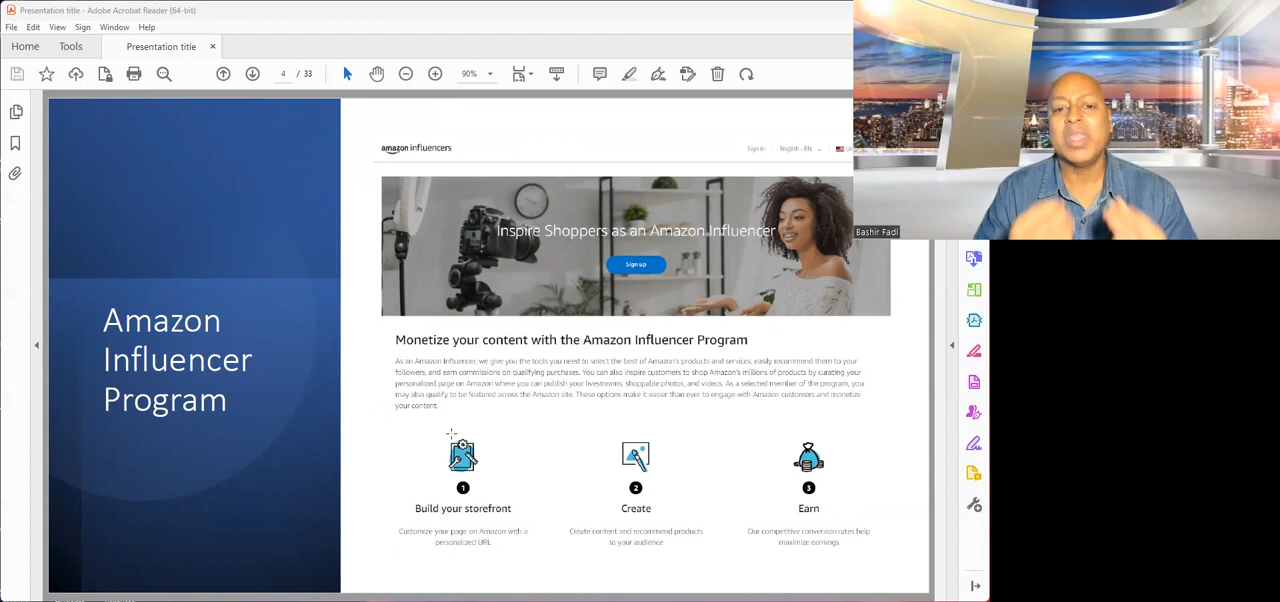 Presentation title - Adobe Acrobat Reader (64-bit)
File Edit View Sign Window Help
Home Tools Presentation title ×
4 / 33 90%
amazon influencers Sign In English - EN
Inspire Shoppers as an Amazon Influencer
Sign up
Bashir Fadl
Amazon
Influencer
Program
Monetize your content with the Amazon Influencer Program
As an Amazon Influencer, we give you the tools you need to select the best of Amazon's products and services, easily recommend them to your
followers, and earn commissions on qualifying purchases. You can also inspire customers to shop Amazon's millions of products by curating your
personalized page on Amazon where you can publish your livestreams, shoppable photos, and videos. As a selected member of the program, you
may also qualify to be featured across the Amazon site. These options make it easier than ever to engage with Amazon customers and monetize
your content.
1 2 3
Build your storefront Create Earn
Customize your page on Amazon with a Create content and recommend products Our competitive conversion rates help
personalized URL to your audience maximize earnings